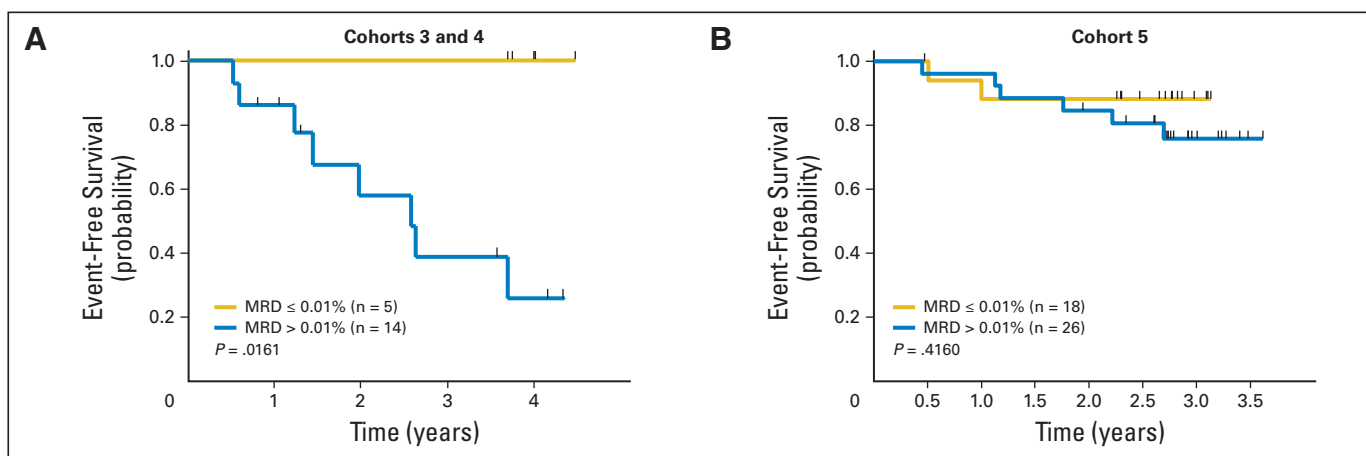 A
Cohorts 3 and 4
Event-Free Survival
(probability)
1.0
0.8
0.6
0.4
0.2
MRD ≤ 0.01% (n = 5)
MRD > 0.01% (n = 14)
P = .0161
0 1 2 3 4
Time (years)
B
Cohort 5
Event-Free Survival
(probability)
1.0
0.8
0.6
0.4
0.2
MRD ≤ 0.01% (n = 18)
MRD > 0.01% (n = 26)
P = .4160
0 0.5 1.0 1.5 2.0 2.5 3.0 3.5
Time (years)